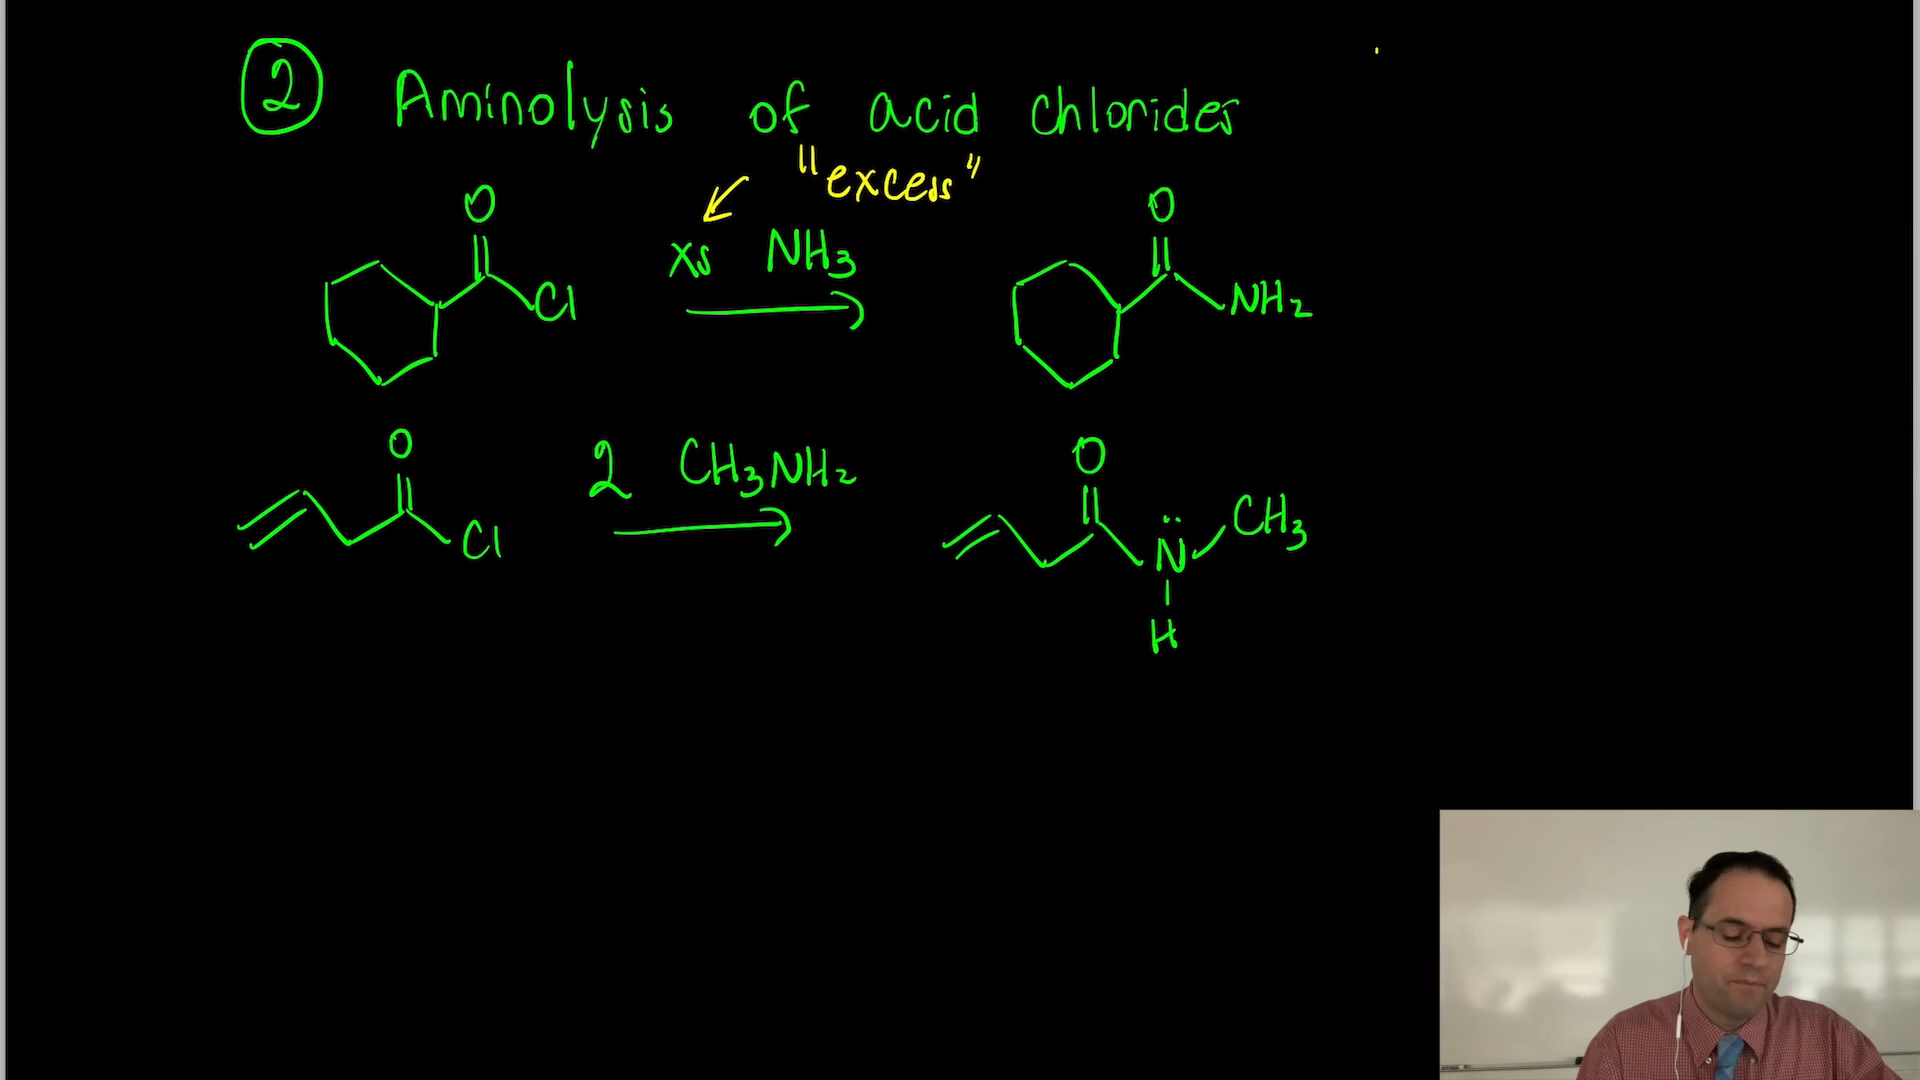 2 Aminolysis of acid chlorides
"excess"
O
Cl
xs NH3
O
NH2
O
Cl
2 CH3NH2
O
N
CH3
H